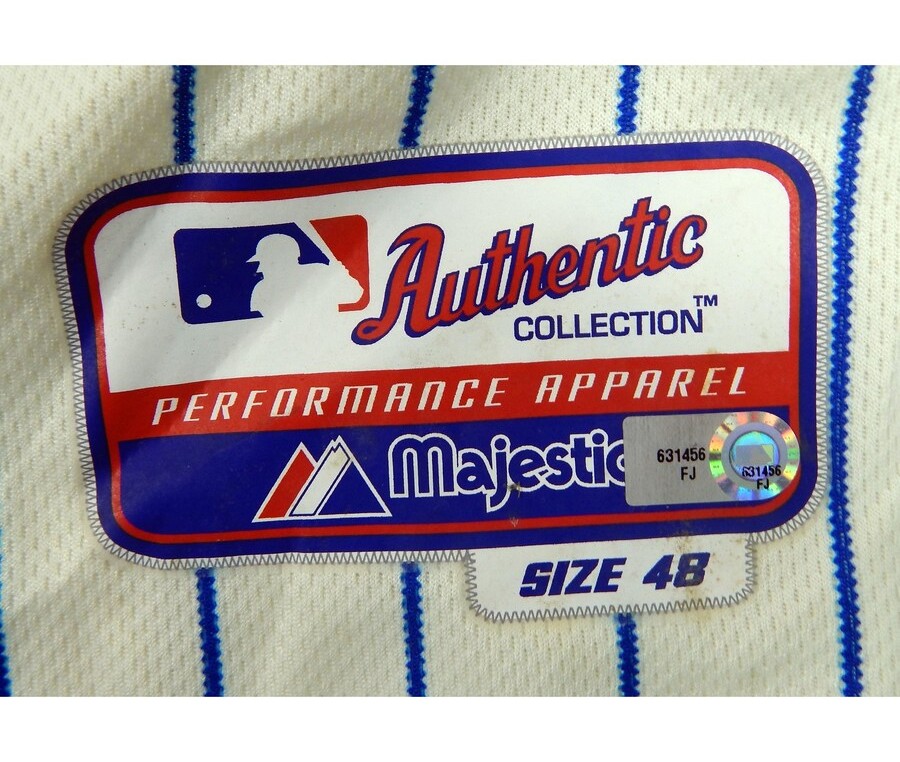 Authentic
COLLECTION™
PERFORMANCE APPAREL
Majestic
631456
FJ
631456
FJ
SIZE 48